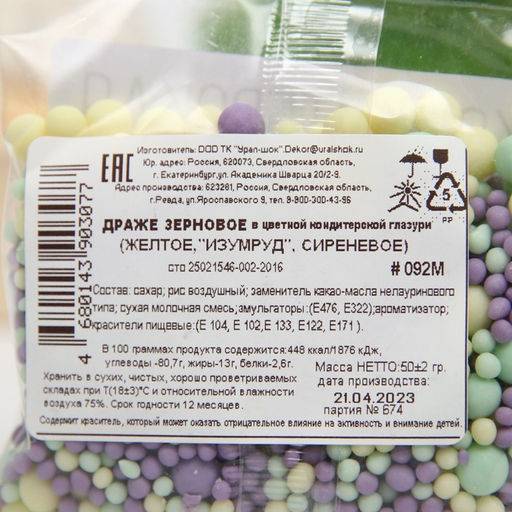 Изготовитель: ООО ТК "Урал-шок".Dekor@uralshok.ru
Юр. адрес: Россия, 620073, Свердловская область,
г. Екатеринбург,ул. Академика Шварца 20/2-9.
Адрес производства: 623281, Россия, Свердловская область,
г.Ревда, ул.Ярославского 9, тел. 8-800-300-43-96
EAC
5
PP
ДРАЖЕ ЗЕРНОВОЕ в цветной кондитерской глазури
(ЖЕЛТОЕ,"ИЗУМРУД", СИРЕНЕВОЕ)
сто 25021546-002-2016 #092M
Состав: сахар; рис воздушный; заменитель какао-масла нелауринового
типа; сухая молочная смесь;эмульгаторы:(Е476, Е322);ароматизатор;
красители пищевые:(Е 104, Е 102,Е 133, Е122, Е171 ).
В 100 граммах продукта содержится:448 ккал/1876 кДж,
углеводы -80,7г, жиры-13г, белки-2,6г.
Масса НЕТТО:50±2 гр.
дата производства:
21.04.2023
партия № 674
Хранить в сухих, чистых, хорошо проветриваемых
складах при Т(18±3)°С и относительной влажности
воздуха 75%. Срок годности 12 месяцев.
Содержит краситель, который может оказать отрицательное влияние на активность и внимание детей.
4 680143 903077